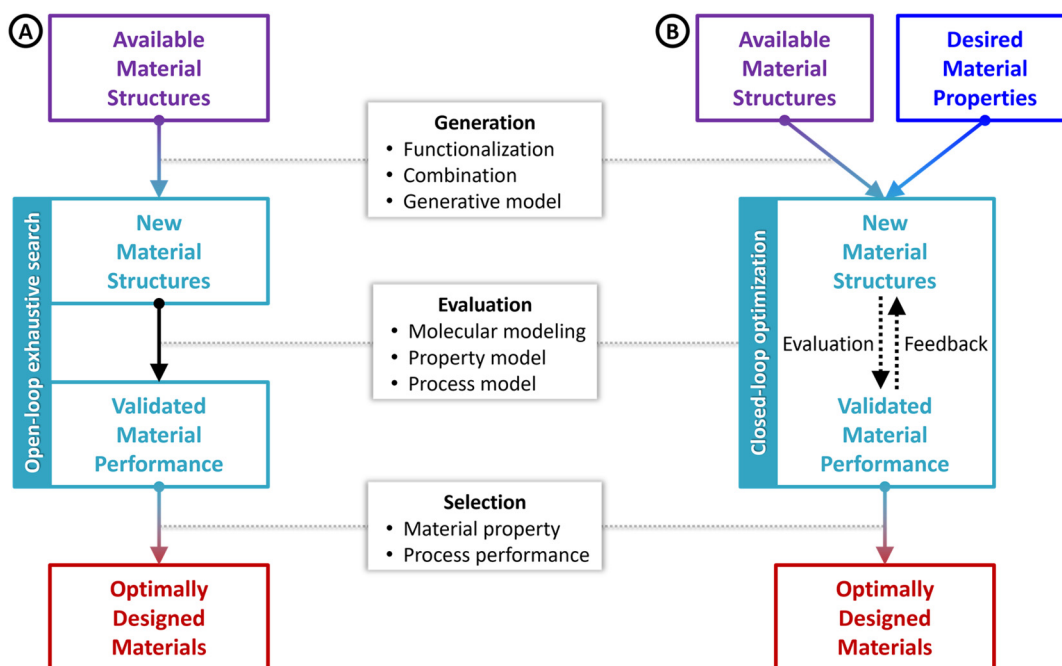 A
Available
Material
Structures
B
Available
Material
Structures
Desired
Material
Properties
Generation
• Functionalization
• Combination
• Generative model
Open-loop exhaustive search
New
Material
Structures
Closed-loop optimization
New
Material
Structures
Evaluation
• Molecular modeling
• Property model
• Process model
Evaluation
Feedback
Validated
Material
Performance
Validated
Material
Performance
Selection
• Material property
• Process performance
Optimally
Designed
Materials
Optimally
Designed
Materials